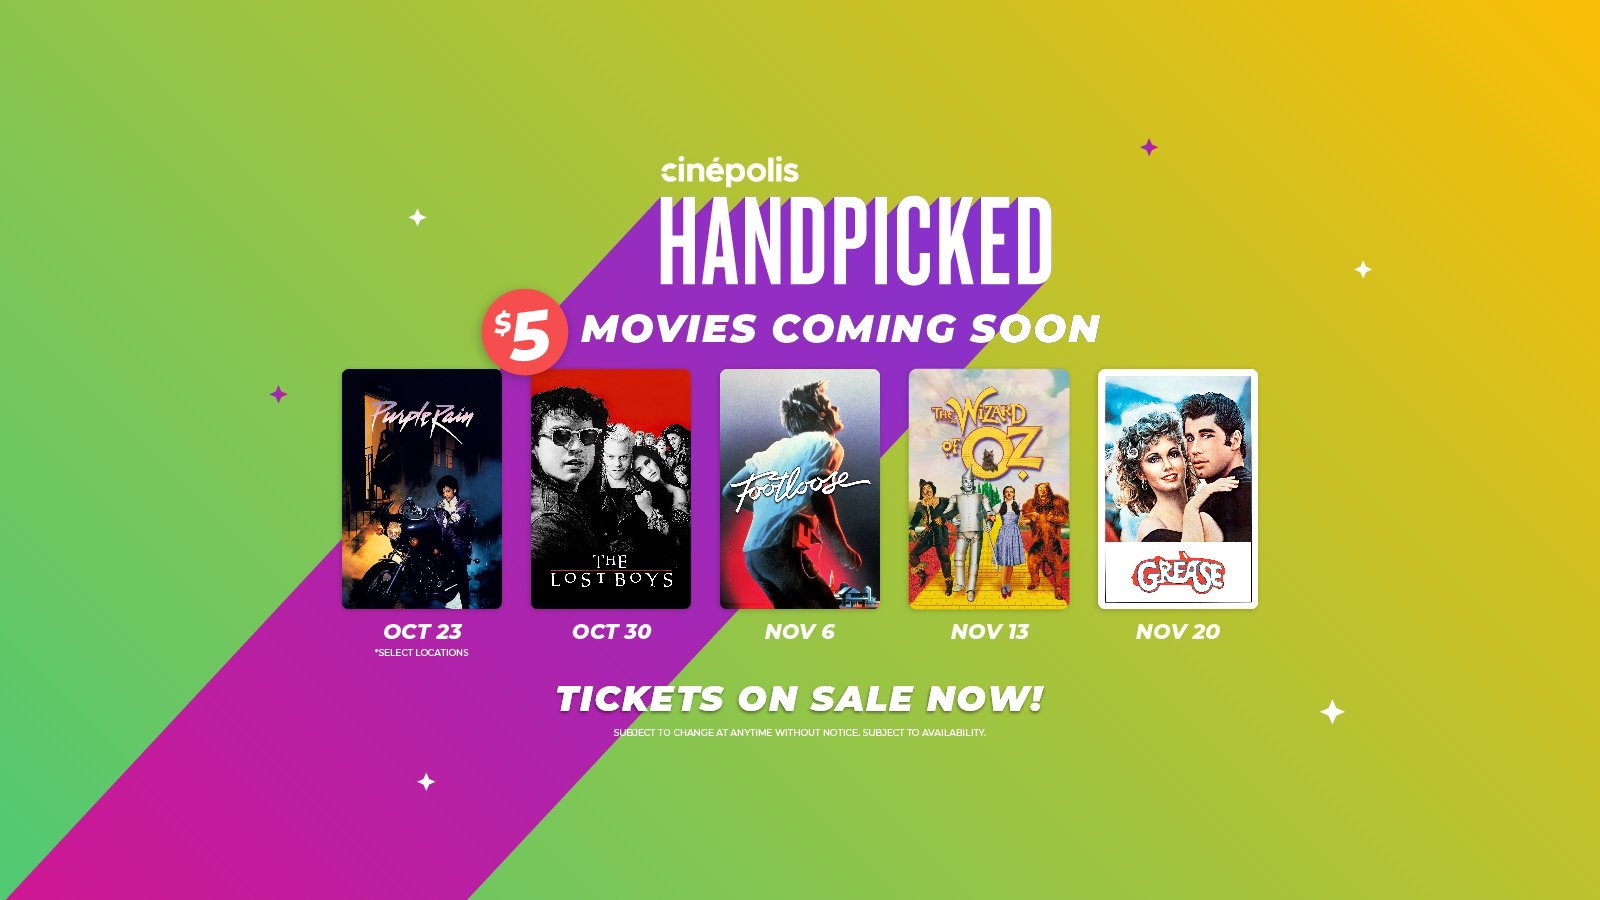 cinépolis
HANDPICKED
$5 MOVIES COMING SOON
Purple Rain
THE
LOST BOYS
Footloose
THE WIZARD
OF OZ
GREASE
OCT 23
*SELECT LOCATIONS
OCT 30
NOV 6
NOV 13
NOV 20
TICKETS ON SALE NOW!
SUBJECT TO CHANGE AT ANYTIME WITHOUT NOTICE. SUBJECT TO AVAILABILITY.